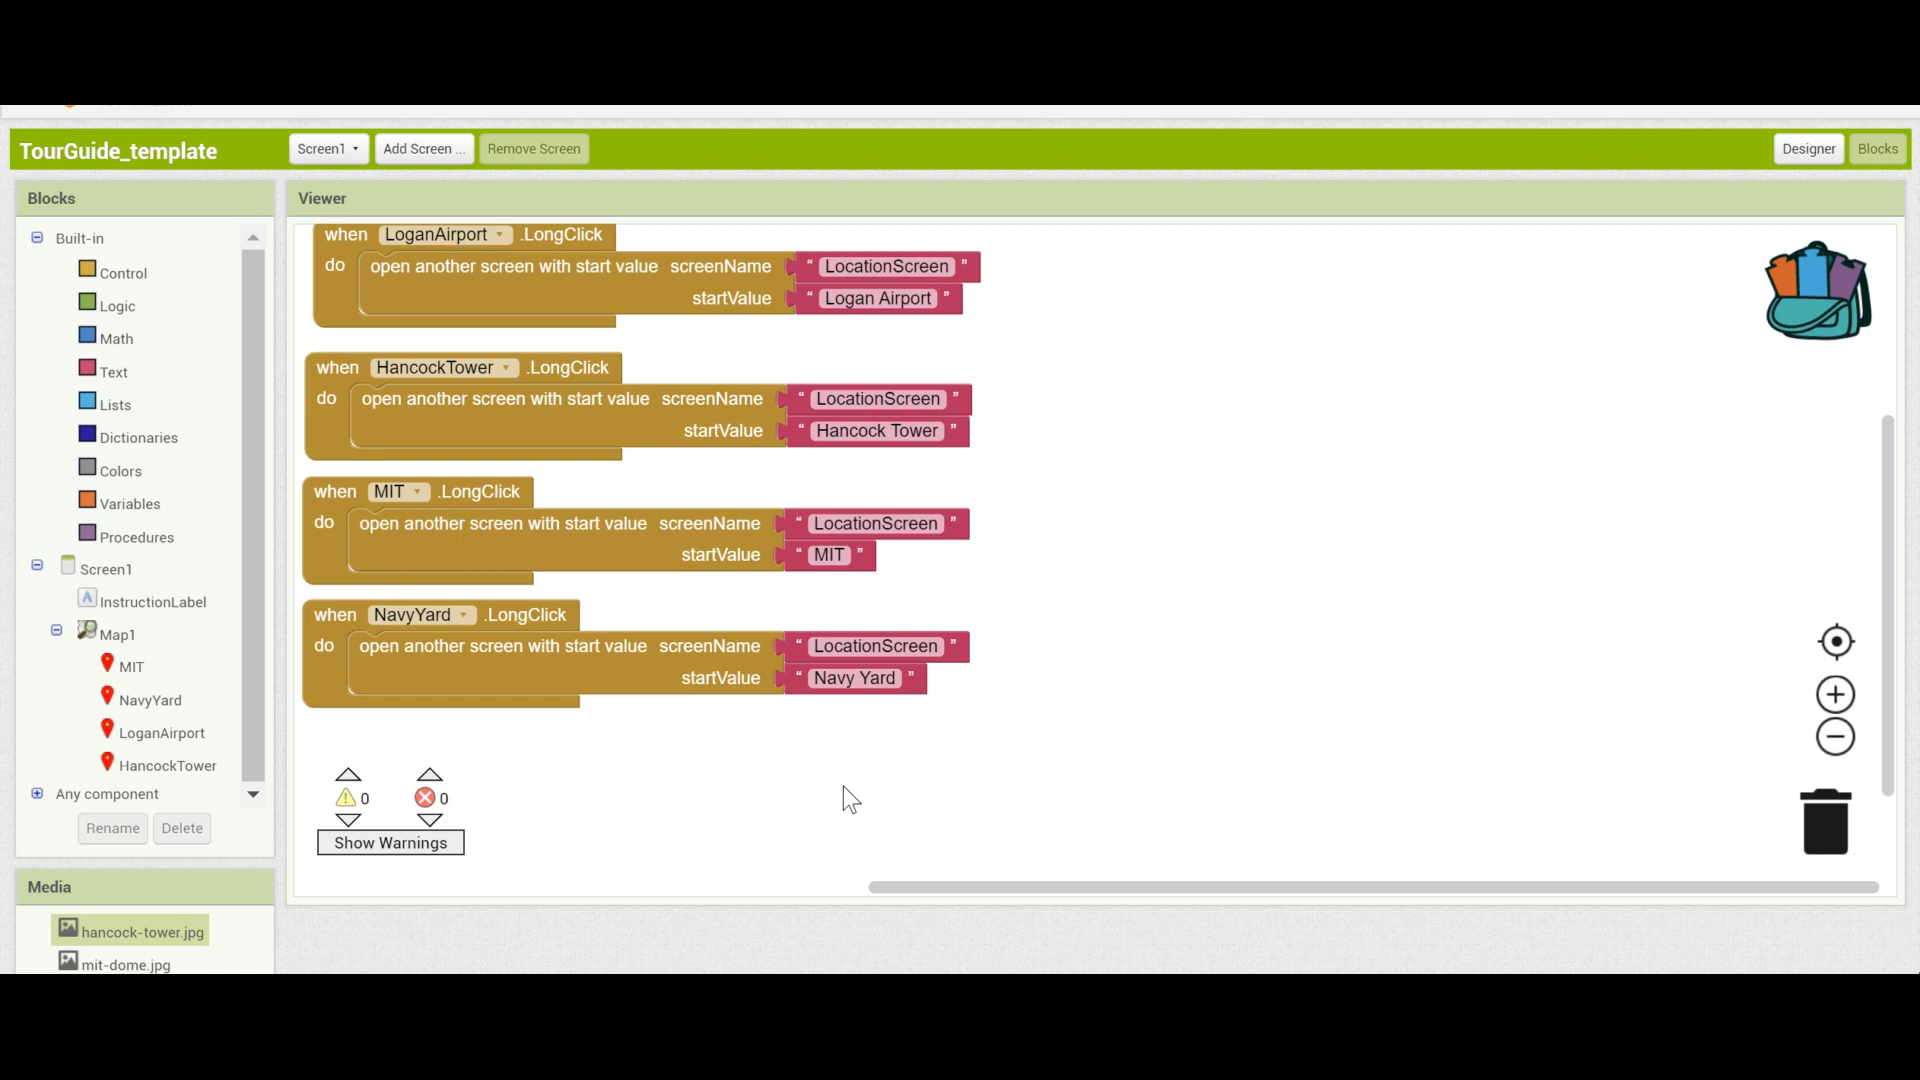 TourGuide_template
Screen1
Add Screen ...
Remove Screen
Designer
Blocks
Blocks
Built-in
Control
Logic
Math
Text
Lists
Dictionaries
Colors
Variables
Procedures
Screen1
InstructionLabel
Map1
MIT
NavyYard
LoganAirport
HancockTower
Any component
Rename
Delete
Media
hancock-tower.jpg
mit-dome.jpg
Viewer
when LoganAirport .LongClick
do open another screen with start value screenName “ LocationScreen ”
startValue “ Logan Airport ”
when HancockTower .LongClick
do open another screen with start value screenName “ LocationScreen ”
startValue “ Hancock Tower ”
when MIT .LongClick
do open another screen with start value screenName “ LocationScreen ”
startValue “ MIT ”
when NavyYard .LongClick
do open another screen with start value screenName “ LocationScreen ”
startValue “ Navy Yard ”
0 0
Show Warnings